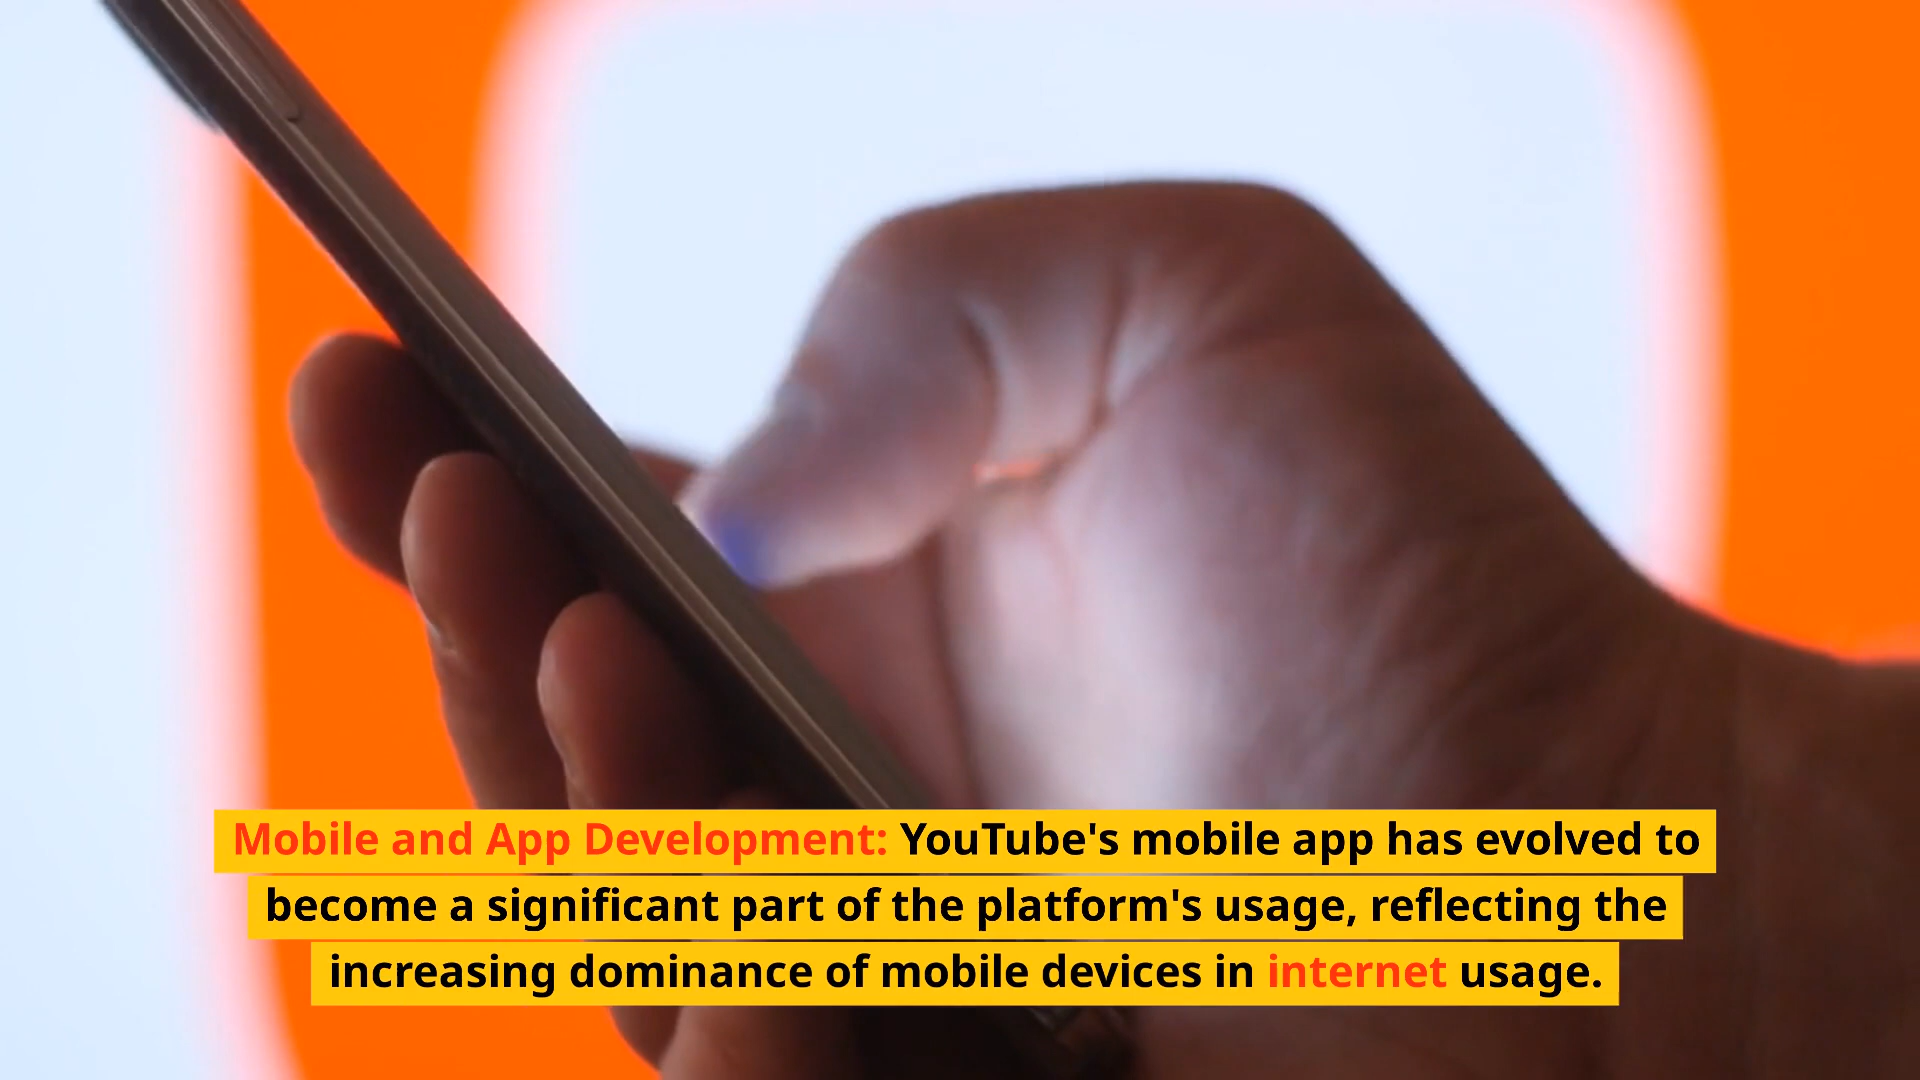 Mobile and App Development: YouTube's mobile app has evolved to
become a significant part of the platform's usage, reflecting the
increasing dominance of mobile devices in internet usage.